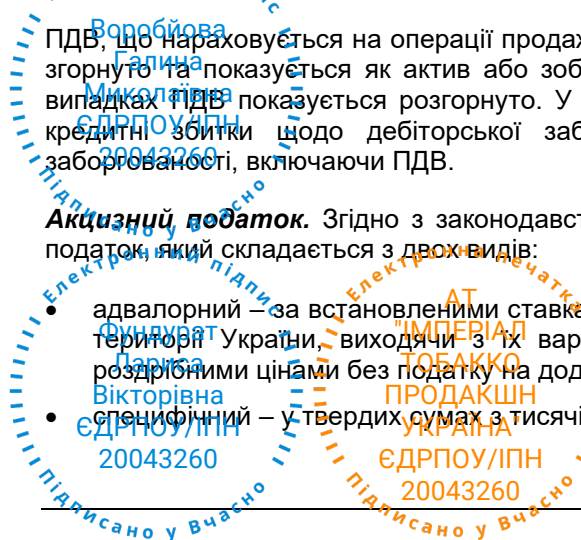 ПДВ, що нараховується на операції продаж
згорнуто та показується як актив або зоб
випадках ПДВ показується розгорнуто. У
кредитні збитки щодо дебіторської заб
заборгованості, включаючи ПДВ.
Воробйова
Галина
Миколаївна
ЄДРПОУ/ІПН
20043260
Підписано у Вчасно
Акцизний податок. Згідно з законодавст
податок, який складається з двох видів:
• адвалорний – за встановленими ставка
території України, виходячи з їх вар
роздрібними цінами без податку на дод
• специфічний – у твердих сумах з тисячі
Електронний підпис
Фундурат
Лариса
Вікторівна
ЄДРПОУ/ІПН
20043260
Підписано у Вчасно
Електронна печатка
АТ
"ІМПЕРІАЛ
ТОБАККО
ПРОДАКШН
УКРАЇНА"
ЄДРПОУ/ІПН
20043260
Підписано у Вчасно